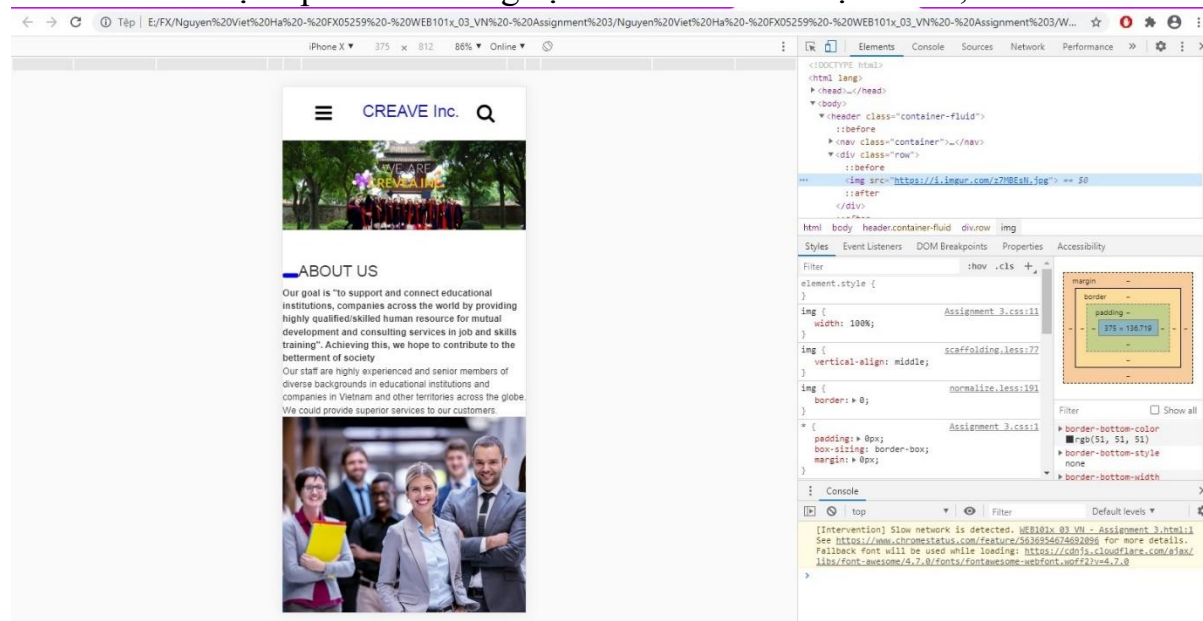 Tệp | E:/FX/Nguyen%20Viet%20Ha%20-%20FX05259%20-%20WEB101x_03_VN%20-%20Assignment%203/Nguyen%20Viet%20Ha%20-%20FX05259%20-%20WEB101x_03_VN%20-%20Assignment%203/W...
iPhone X ▼ 375 x 812 86% ▼ Online ▼
Elements Console Sources Network Performance »
CREAVE Inc.
WE ARE
CREVEA INC
ABOUT US
Our goal is "to support and connect educational
institutions, companies across the world by providing
highly qualified/skilled human resource for mutual
development and consulting services in job and skills
training". Achieving this, we hope to contribute to the
betterment of society
Our staff are highly experienced and senior members of
diverse backgrounds in educational institutions and
companies in Vietnam and other territories across the globe.
We could provide superior services to our customers.
<!DOCTYPE html>
<html lang>
▶ <head>…</head>
▼ <body>
▼ <header class="container-fluid">
::before
▶ <nav class="container">…</nav>
▼ <div class="row">
::before
<img src="https://i.imgur.com/z7MBEsN.jpg"> == $0
::after
</div>
html body header.container-fluid div.row img
Styles Event Listeners DOM Breakpoints Properties Accessibility
Filter :hov .cls +
element.style {
}
img { Assignment 3.css:11
width: 100%;
}
img { scaffolding.less:77
vertical-align: middle;
}
img { normalize.less:191
border: ▶ 0;
}
* { Assignment 3.css:1
padding: ▶ 0px;
box-sizing: border-box;
margin: ▶ 0px;
}
margin -
border -
padding -
375 × 136.719
Filter Show all
border-bottom-color
rgb(51, 51, 51)
border-bottom-style
none
border-bottom-width
Console
top ▼ Filter Default levels ▼
[Intervention] Slow network is detected. WEB101x 03 VN - Assignment 3.html:1
See https://www.chromestatus.com/feature/5636954674692096 for more details.
Fallback font will be used while loading: https://cdnjs.cloudflare.com/ajax/
libs/font-awesome/4.7.0/fonts/fontawesome-webfont.woff2?v=4.7.0